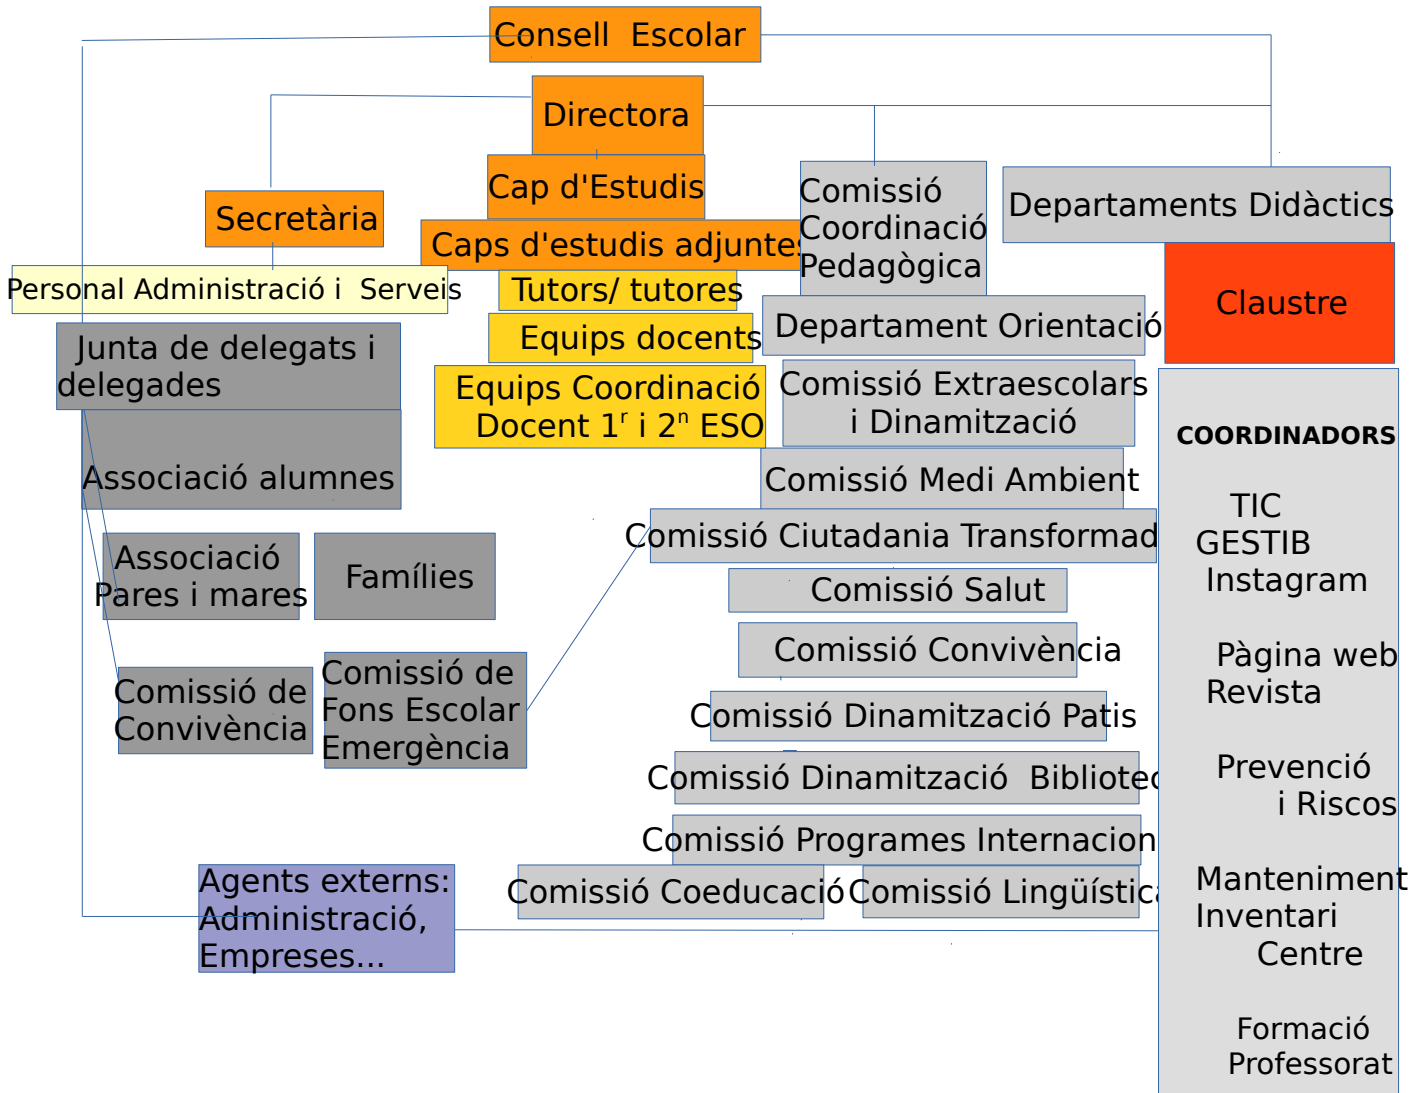 Consell Escolar
Directora
Cap d'Estudis
Caps d'estudis adjuntes
Secretària
Personal Administració i Serveis
Tutors/ tutores
Equips docents
Equips Coordinació
Docent 1r i 2n ESO
Comissió
Coordinació
Pedagògica
Departaments Didàctics
Claustre
Departament Orientació
Comissió Extraescolars
i Dinamització
Comissió Medi Ambient
Comissió Ciutadania Transformad
Comissió Salut
Comissió Convivència
Comissió Dinamització Patis
Comissió Dinamització Bibliotec
Comissió Programes Internacion
Comissió Coeducació
Comissió Lingüística
Junta de delegats i
delegades
Associació alumnes
Associació
Pares i mares
Famílies
Comissió de
Convivència
Comissió de
Fons Escolar
Emergència
Agents externs:
Administració,
Empreses...
COORDINADORS
TIC
GESTIB
Instagram
Pàgina web
Revista
Prevenció
i Riscos
Manteniment
Inventari
Centre
Formació
Professorat